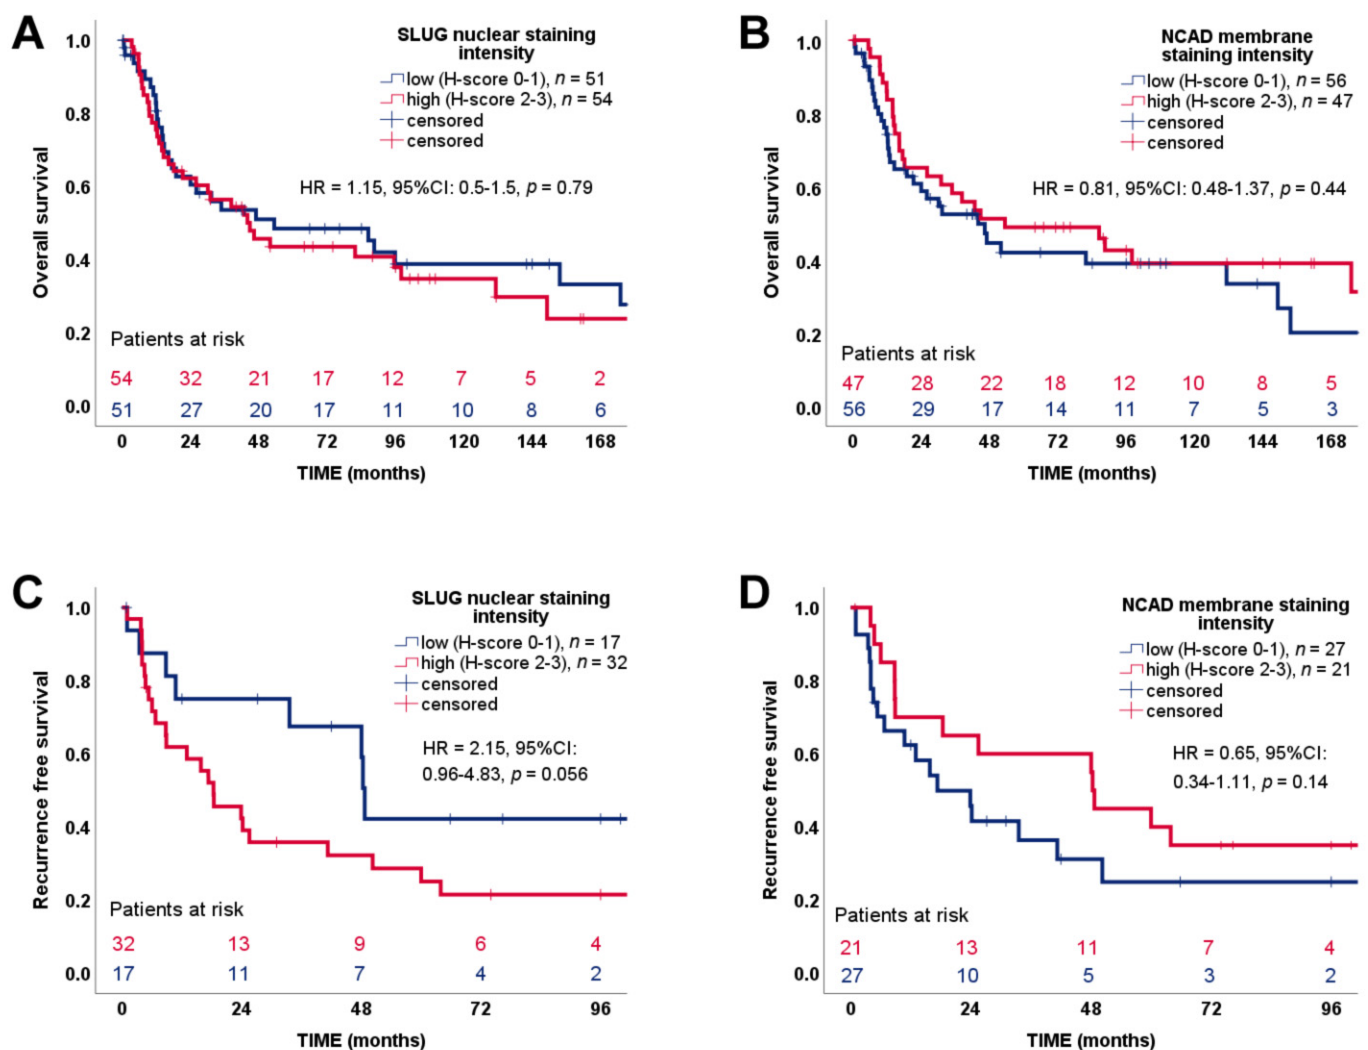 A
SLUG nuclear staining
intensity
low (H-score 0-1), n = 51
high (H-score 2-3), n = 54
censored
censored
HR = 1.15, 95%CI: 0.5-1.5, p = 0.79
Overall survival
1.0
0.8
0.6
0.4
0.2
0.0
Patients at risk
54 32 21 17 12 7 5 2
51 27 20 17 11 10 8 6
0 24 48 72 96 120 144 168
TIME (months)
B
NCAD membrane
staining intensity
low (H-score 0-1), n = 56
high (H-score 2-3), n = 47
censored
censored
HR = 0.81, 95%CI: 0.48-1.37, p = 0.44
Overall survival
1.0
0.8
0.6
0.4
0.2
0.0
Patients at risk
47 28 22 18 12 10 8 5
56 29 17 14 11 7 5 3
0 24 48 72 96 120 144 168
TIME (months)
C
SLUG nuclear staining
intensity
low (H-score 0-1), n = 17
high (H-score 2-3), n = 32
censored
censored
HR = 2.15, 95%CI:
0.96-4.83, p = 0.056
Recurrence free survival
1.0
0.8
0.6
0.4
0.2
0.0
Patients at risk
32 13 9 6 4
17 11 7 4 2
0 24 48 72 96
TIME (months)
D
NCAD membrane staining
intensity
low (H-score 0-1), n = 27
high (H-score 2-3), n = 21
censored
censored
HR = 0.65, 95%CI:
0.34-1.11, p = 0.14
Recurrence free survival
1.0
0.8
0.6
0.4
0.2
0.0
Patients at risk
21 13 11 7 4
27 10 5 3 2
0 24 48 72 96
TIME (months)